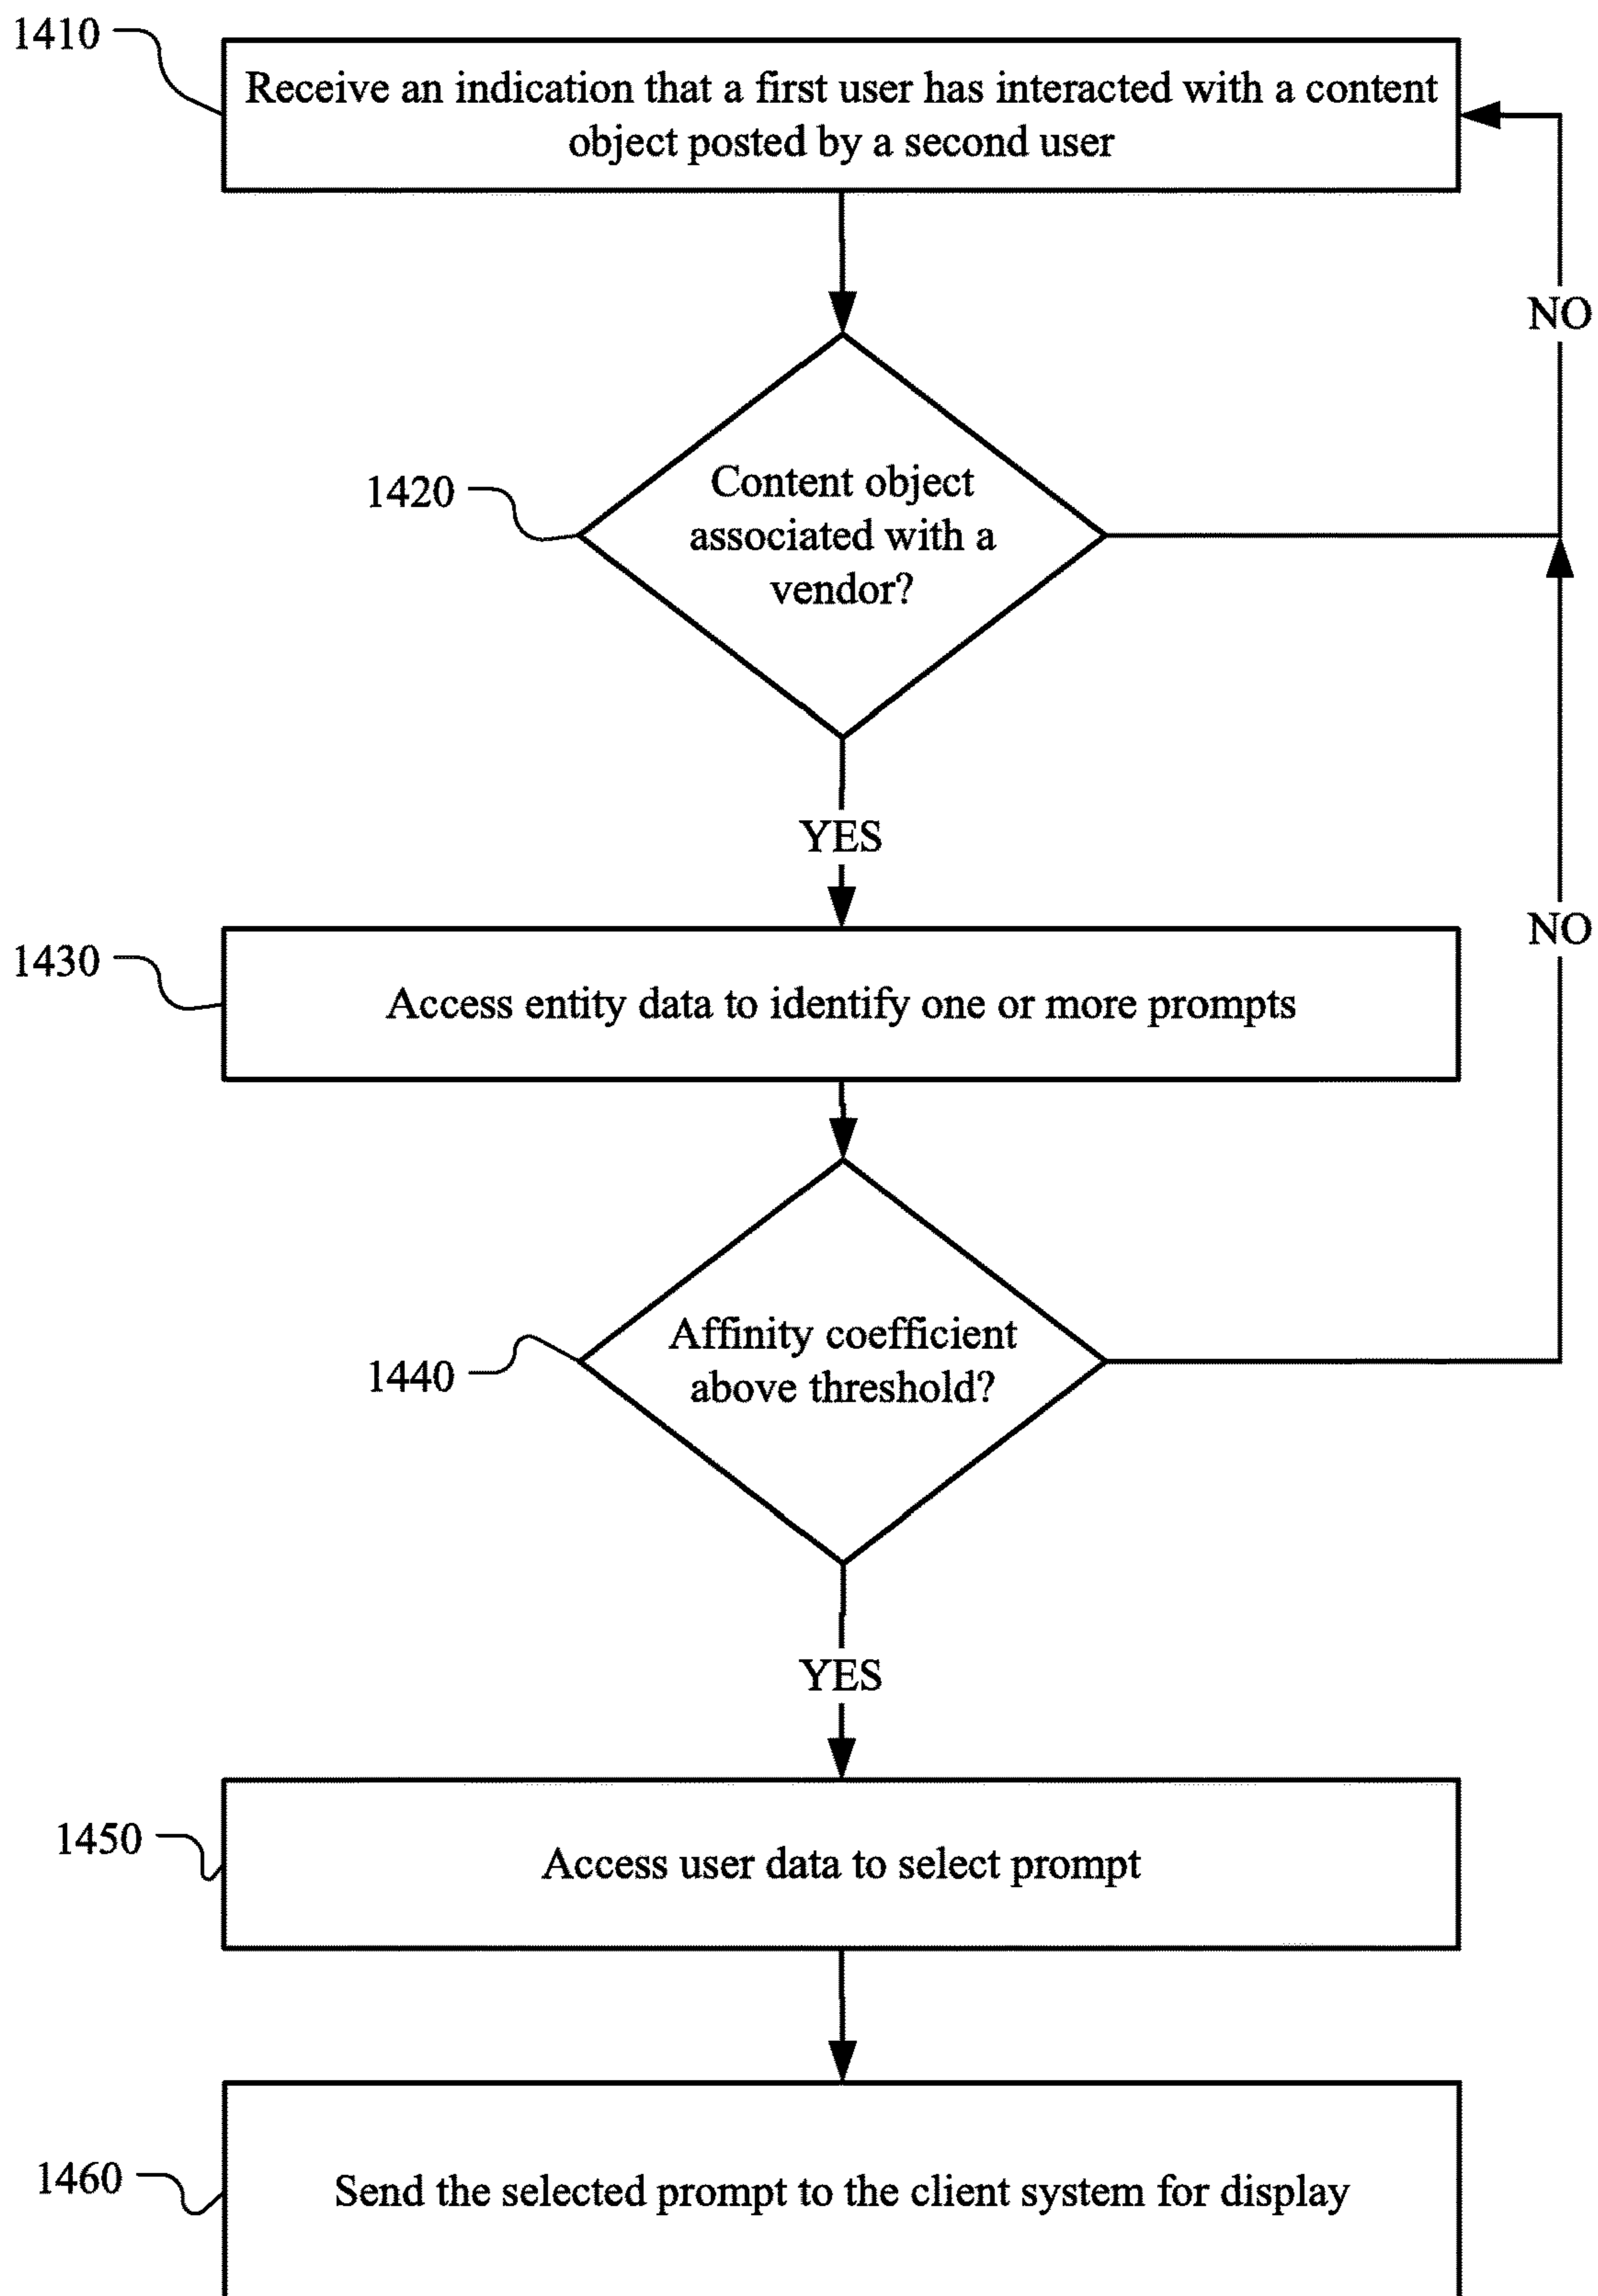 1410
Receive an indication that a first user has interacted with a content
object posted by a second user
NO
1420
Content object
associated with a
vendor?
YES
NO
1430
Access entity data to identify one or more prompts
1440
Affinity coefficient
above threshold?
YES
1450
Access user data to select prompt
1460
Send the selected prompt to the client system for display